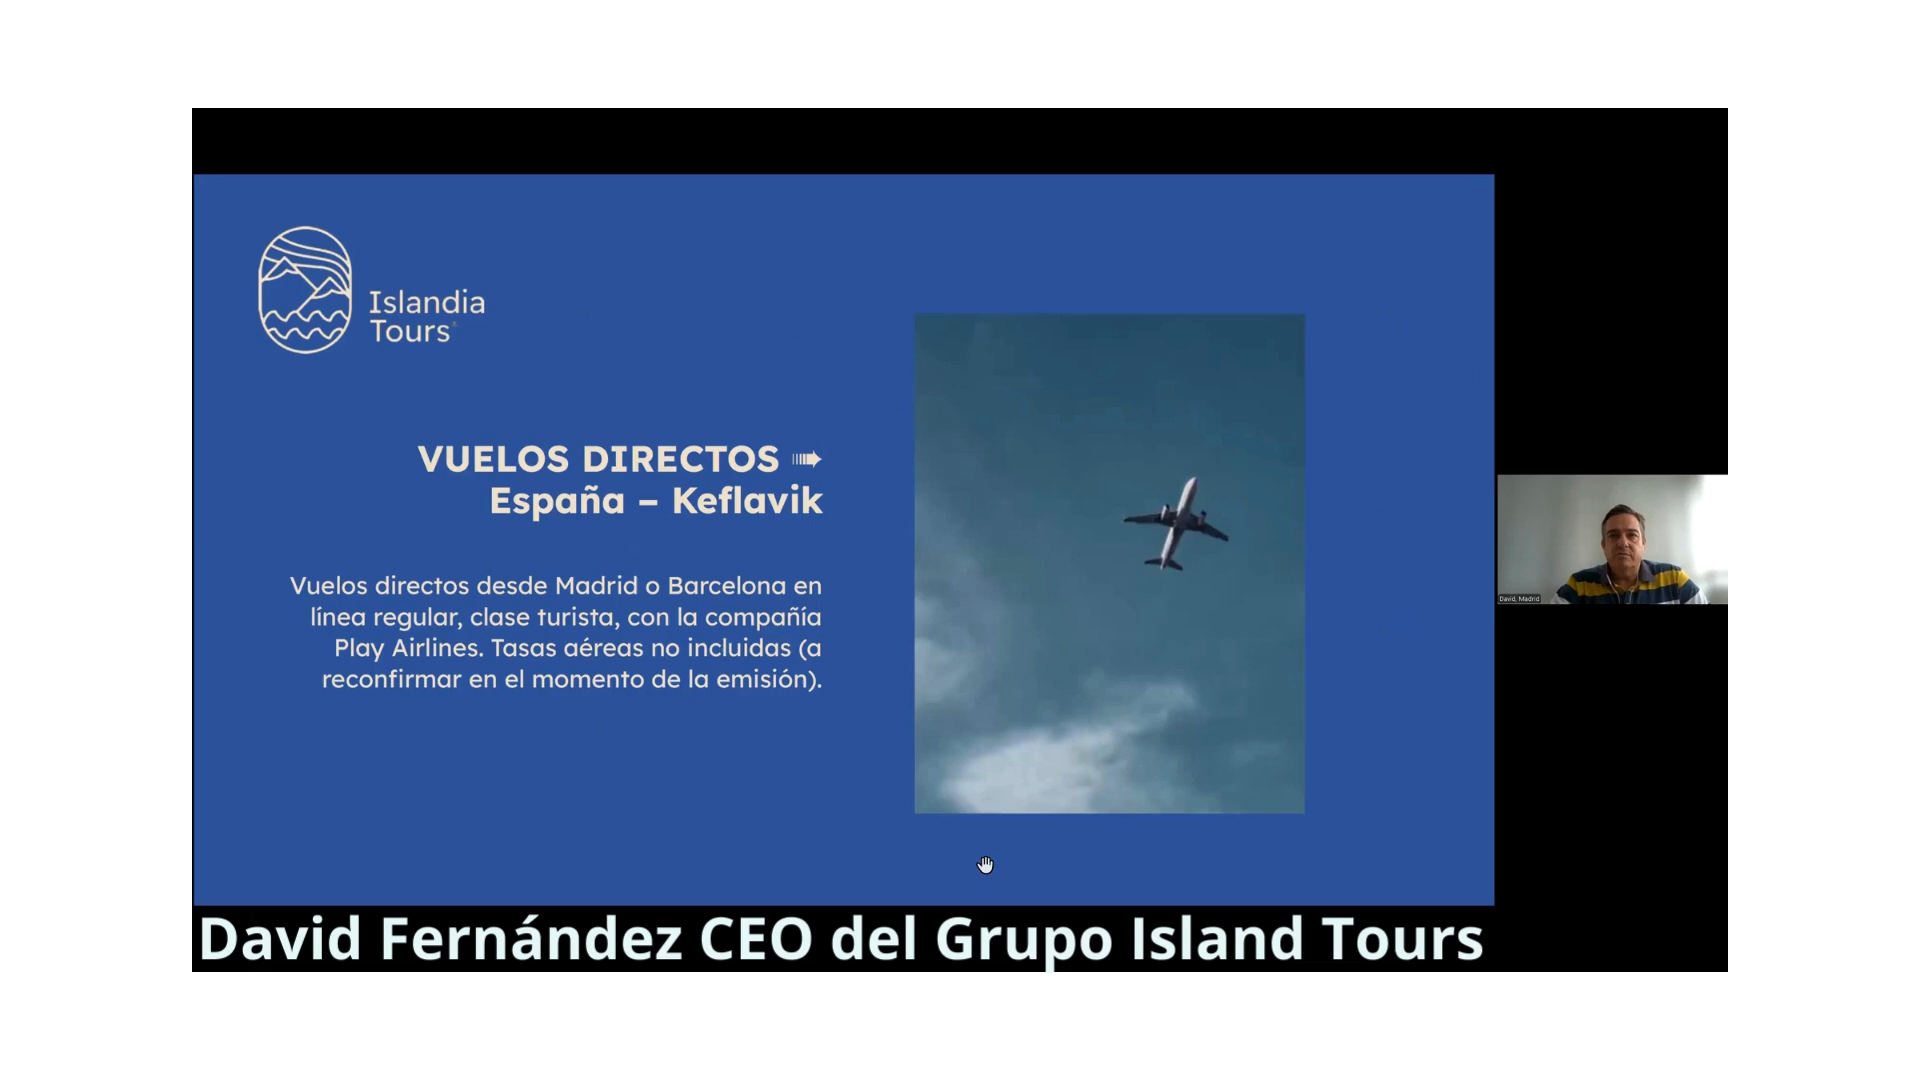 Islandia
Tours
VUELOS DIRECTOS ➠
España – Keflavik
Vuelos directos desde Madrid o Barcelona en
línea regular, clase turista, con la compañía
Play Airlines. Tasas aéreas no incluidas (a
reconfirmar en el momento de la emisión).
David, Madrid
David Fernández CEO del Grupo Island Tours